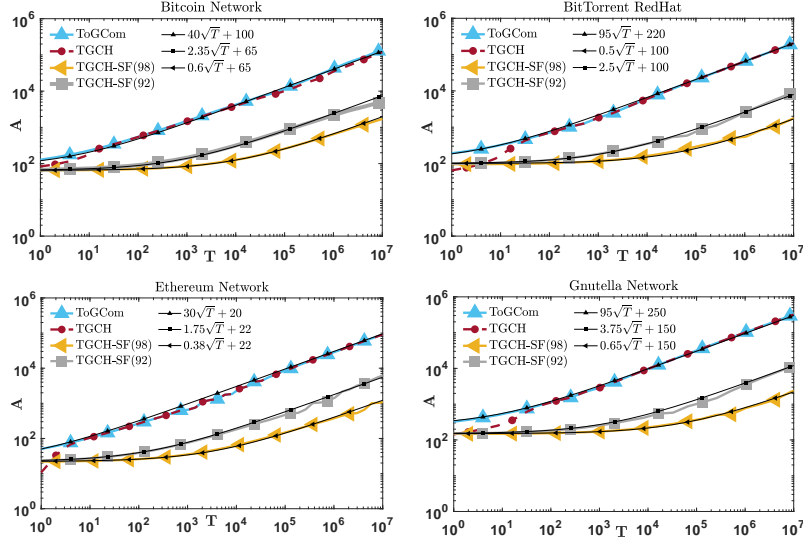 Bitcoin Network
10^6
10^4
10^2
10^0
A
ToGCom
TGCH
TGCH-SF(98)
TGCH-SF(92)
40√T + 100
2.35√T + 65
0.6√T + 65
10^0 10^1 10^2 10^3 10^4 10^5 10^6 10^7
T
BitTorrent RedHat
10^6
10^4
10^2
10^0
A
ToGCom
TGCH
TGCH-SF(98)
TGCH-SF(92)
95√T + 220
0.5√T + 100
2.5√T + 100
10^0 10^1 10^2 10^3 10^4 10^5 10^6 10^7
T
Ethereum Network
10^6
10^4
10^2
10^0
A
ToGCom
TGCH
TGCH-SF(98)
TGCH-SF(92)
30√T + 20
1.75√T + 22
0.38√T + 22
10^0 10^1 10^2 10^3 10^4 10^5 10^6 10^7
T
Gnutella Network
10^6
10^4
10^2
10^0
A
ToGCom
TGCH
TGCH-SF(98)
TGCH-SF(92)
95√T + 250
3.75√T + 150
0.65√T + 150
10^0 10^1 10^2 10^3 10^4 10^5 10^6 10^7
T